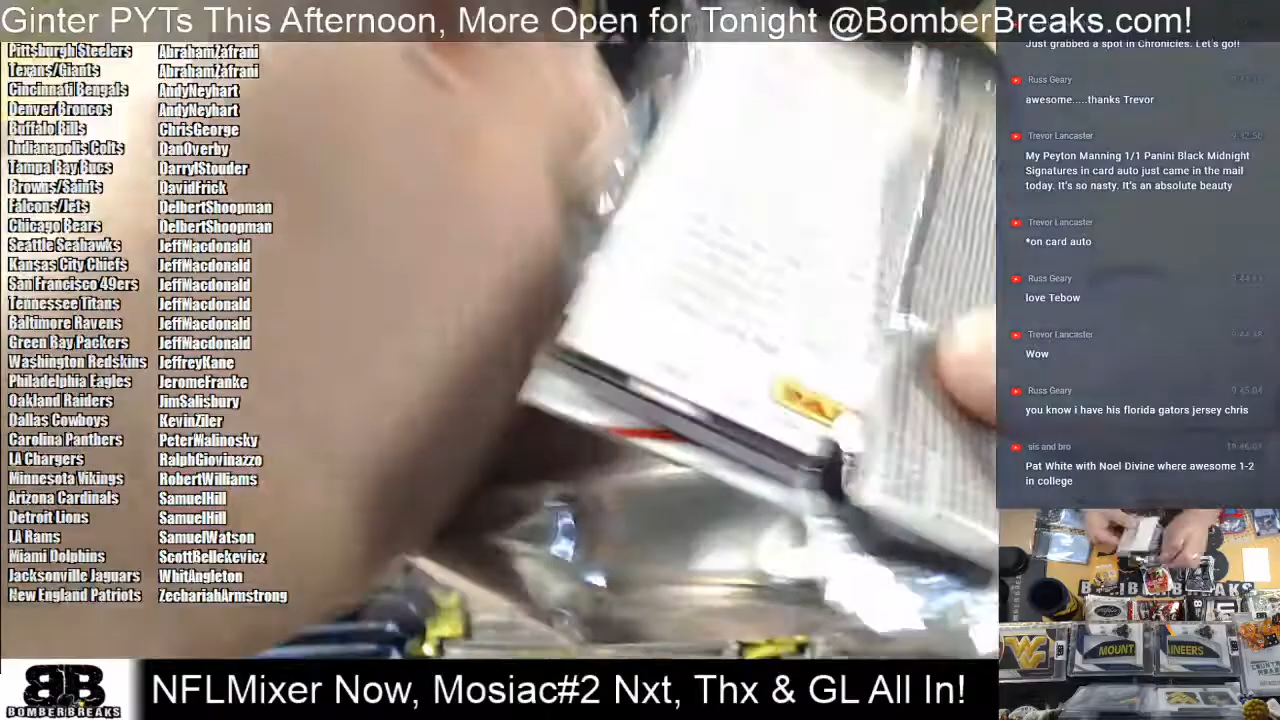 Ginter PYTs This Afternoon, More Open for Tonight @BomberBreaks.com!
Pittsburgh Steelers AbrahamZafrani
Texans/Giants AbrahamZafrani
Cincinnati Bengals AndyNeyhart
Denver Broncos AndyNeyhart
Buffalo Bills ChrisGeorge
Indianapolis Colts DanOverby
Tampa Bay Bucs DarrylStouder
Browns/Saints DavidFrick
Falcons/Jets DelbertShoopman
Chicago Bears DelbertShoopman
Seattle Seahawks JeffMacdonald
Kansas City Chiefs JeffMacdonald
San Francisco 49ers JeffMacdonald
Tennessee Titans JeffMacdonald
Baltimore Ravens JeffMacdonald
Green Bay Packers JeffMacdonald
Washington Redskins JeffreyKane
Philadelphia Eagles JeromeFranke
Oakland Raiders JimSalisbury
Dallas Cowboys KevinZiler
Carolina Panthers PeterMalinosky
LA Chargers RalphGiovinazzo
Minnesota Vikings RobertWilliams
Arizona Cardinals SamuelHill
Detroit Lions SamuelHill
LA Rams SamuelWatson
Miami Dolphins ScottBellekevicz
Jacksonville Jaguars WhitAngleton
New England Patriots ZechariahArmstrong
Just grabbed a spot in Chronicles. Let's go!!
Russ Geary
awesome.....thanks Trevor
Trevor Lancaster
My Peyton Manning 1/1 Panini Black Midnight
Signatures in card auto just came in the mail
today. It's so nasty. It's an absolute beauty
Trevor Lancaster
*on card auto
Russ Geary
love Tebow
Trevor Lancaster
Wow
Russ Geary 9:45:04
you know i have his florida gators jersey chris
sis and bro
Pat White with Noel Divine where awesome 1-2
in college
MOUNT AINEERS
BB
BOMBERBREAKS
NFLMixer Now, Mosiac#2 Nxt, Thx & GL All In!